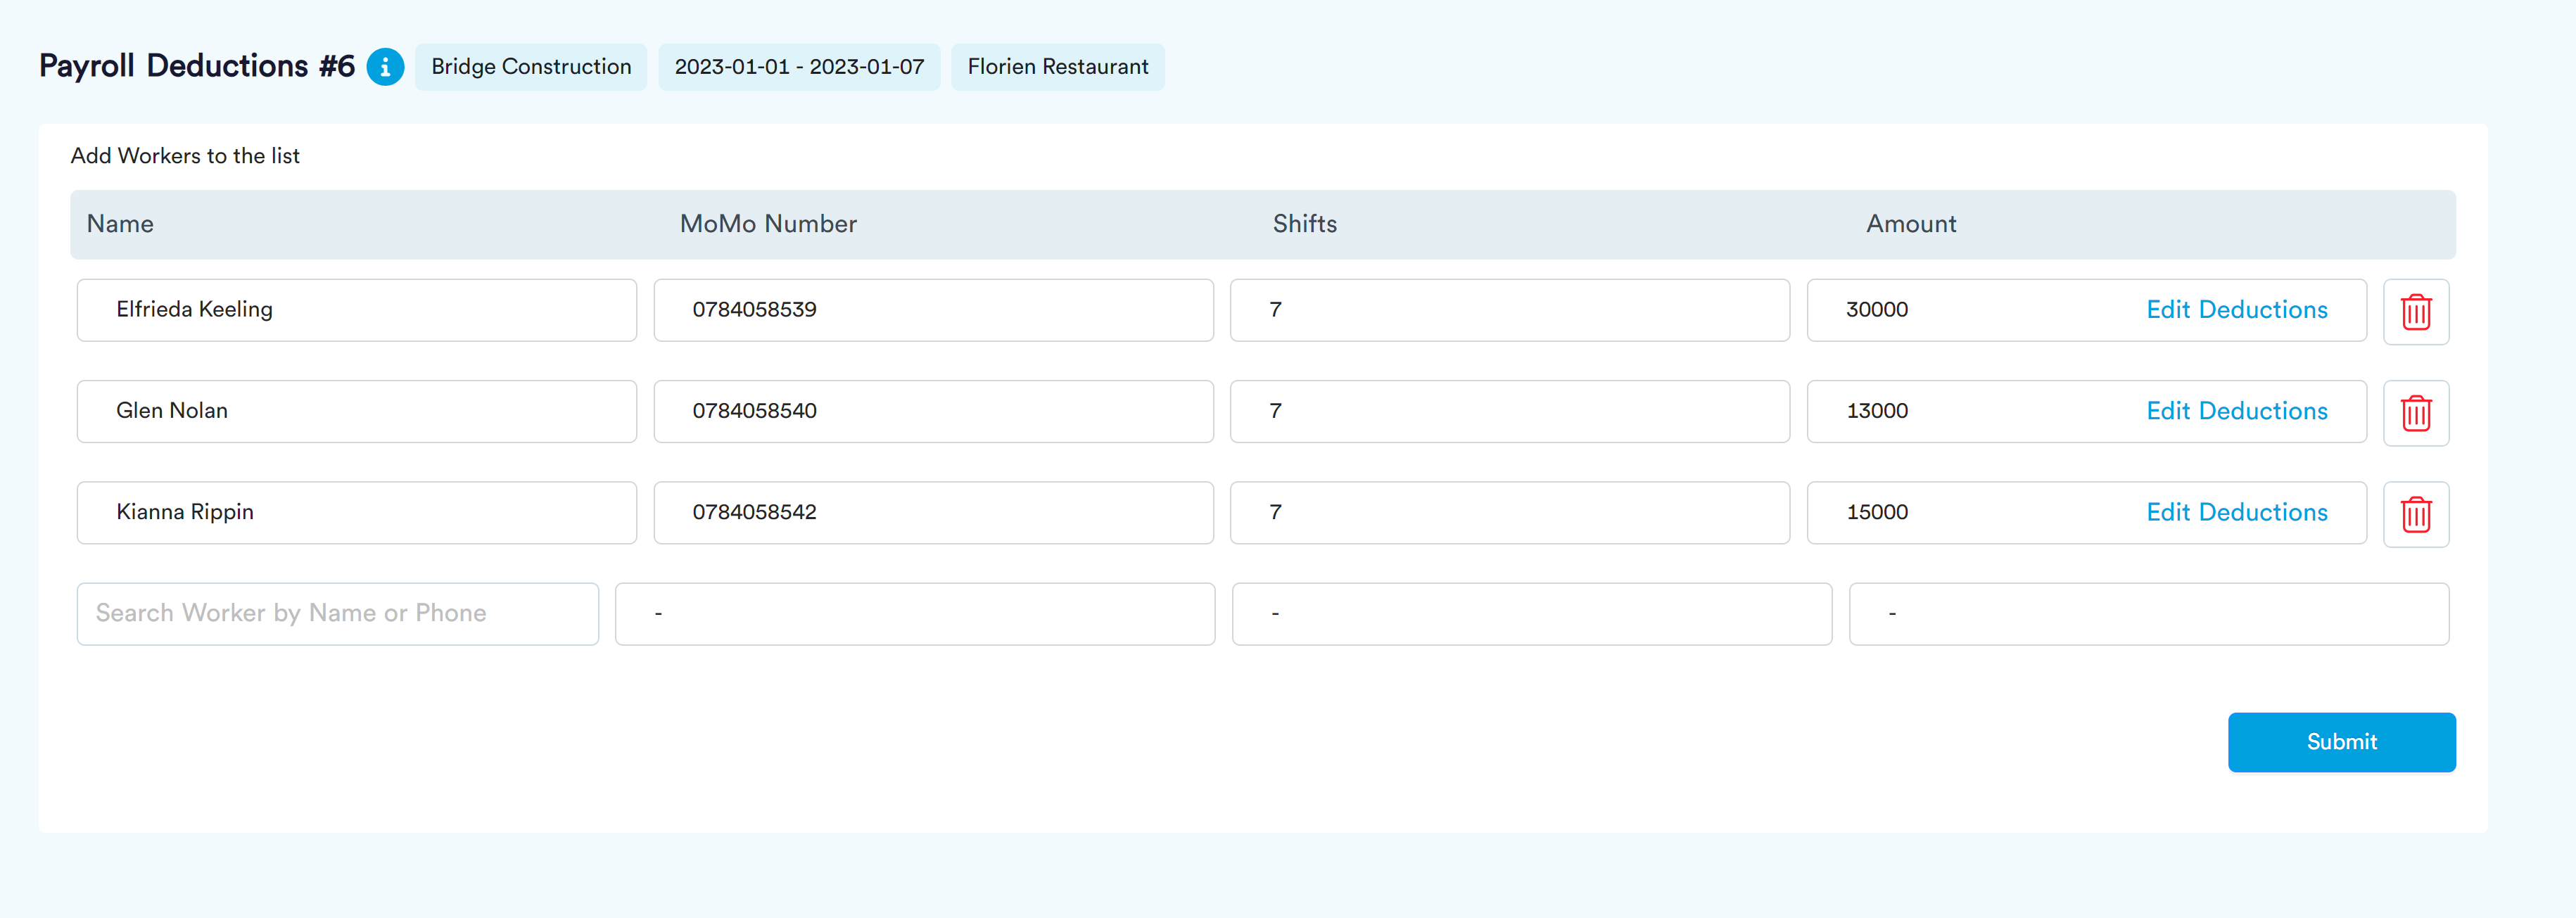 Payroll Deductions #6 i Bridge Construction 2023-01-01 - 2023-01-07 Florien Restaurant
Add Workers to the list
Name MoMo Number Shifts Amount
Elfrieda Keeling 0784058539 7 30000 Edit Deductions
Glen Nolan 0784058540 7 13000 Edit Deductions
Kianna Rippin 0784058542 7 15000 Edit Deductions
Search Worker by Name or Phone - - -
Submit